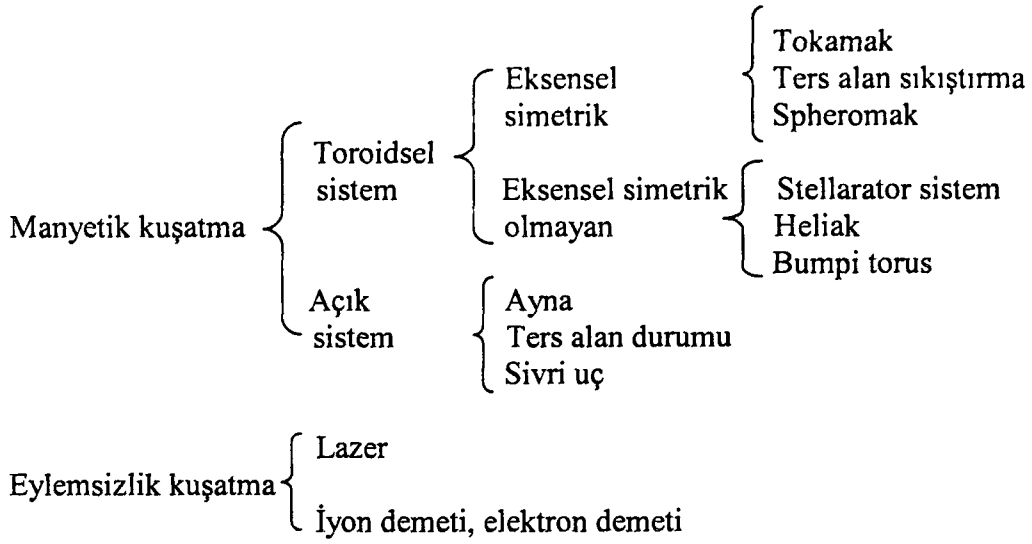 Tokamak
Ters alan sıkıştırma
Spheromak
Eksensel
simetrik
Toroidsel
sistem
Eksensel simetrik
olmayan
Stellarator sistem
Heliak
Bumpi torus
Manyetik kuşatma
Açık
sistem
Ayna
Ters alan durumu
Sivri uç
Lazer
Eylemsizlik kuşatma
İyon demeti, elektron demeti